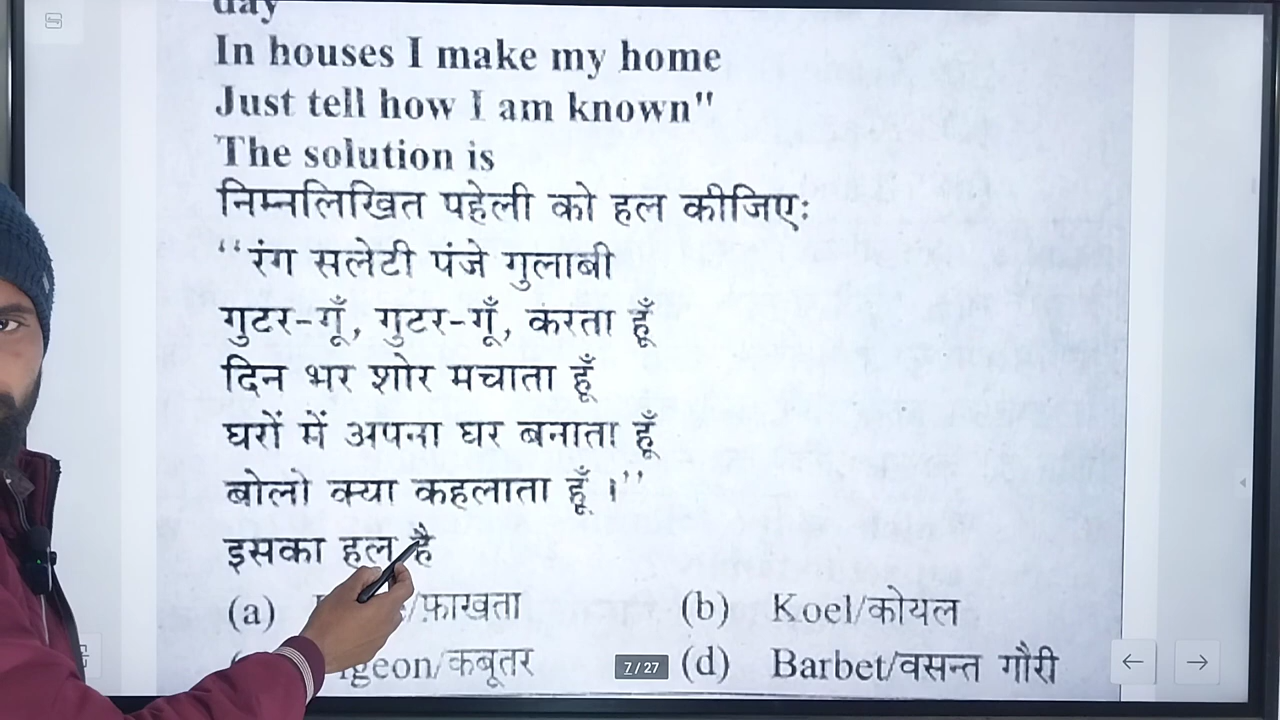 day
In houses I make my home
Just tell how I am known"
The solution is
निम्नलिखित पहेली को हल कीजिए:
‘‘रंग सलेटी पंजे गुलाबी
गुटर-गूँ, गुटर-गूँ, करता हूँ
दिन भर शोर मचाता हूँ
घरों में अपना घर बनाता हूँ
बोलो क्या कहलाता हूँ।’’
इसका हल है
(a) /फ़ाखता (b) Koel/कोयल
igeon/कबूतर (d) Barbet/वसन्त गौरी
7 / 27